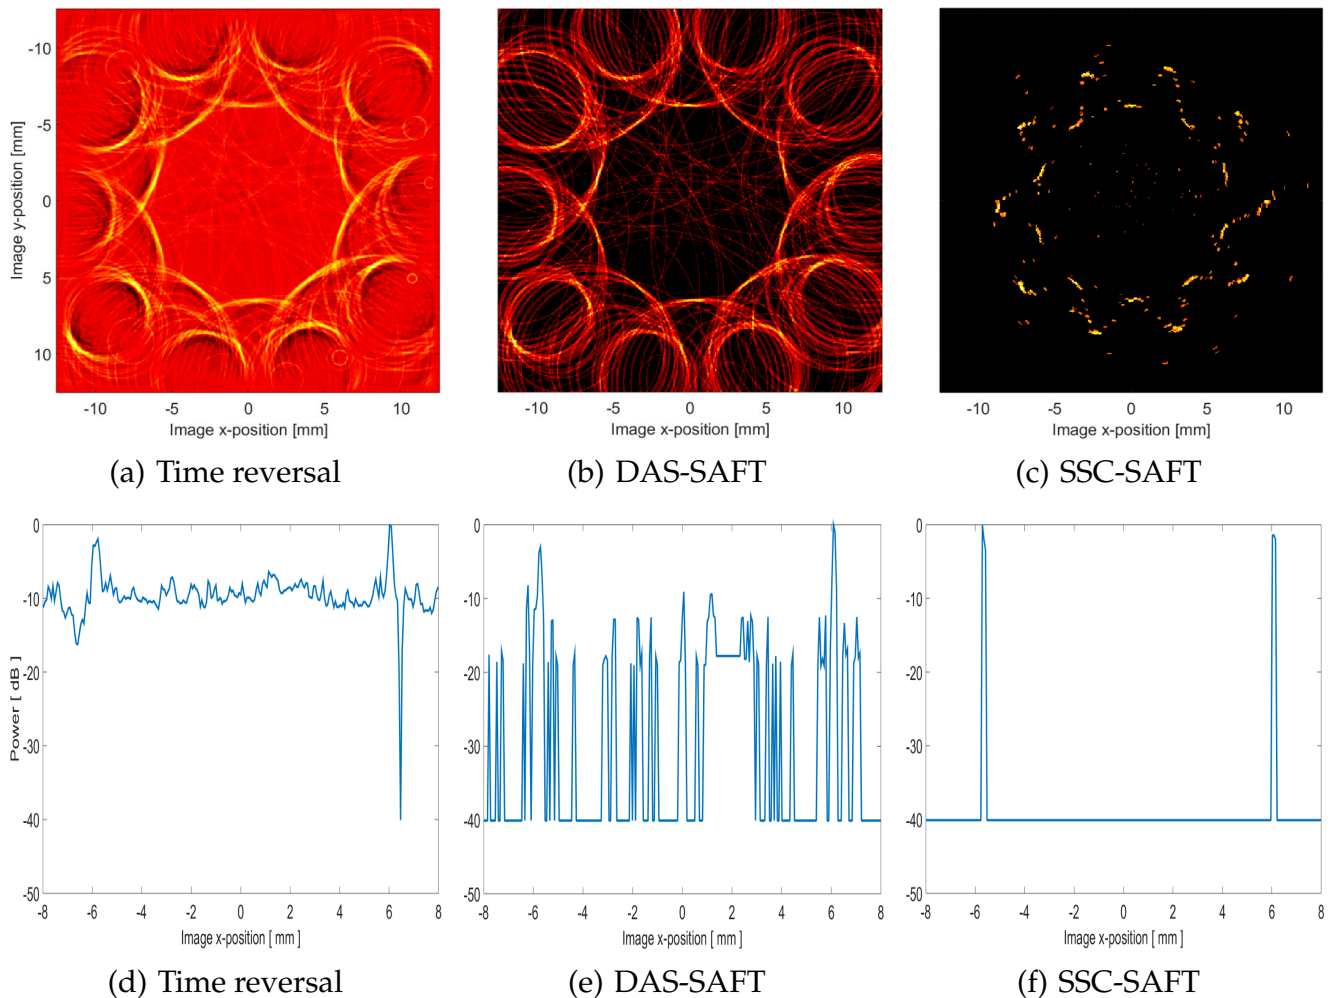 -10
-5
0
5
10
Image y-position [mm]
-10 -5 0 5 10
Image x-position [mm]
(a) Time reversal
-10 -5 0 5 10
Image x-position [mm]
(b) DAS-SAFT
-10 -5 0 5 10
Image x-position [mm]
(c) SSC-SAFT
0
-10
-20
-30
-40
-50
Power [ dB ]
-8 -6 -4 -2 0 2 4 6 8
Image x-position [ mm ]
(d) Time reversal
0
-10
-20
-30
-40
-50
-8 -6 -4 -2 0 2 4 6 8
Image x-position [ mm ]
(e) DAS-SAFT
0
-10
-20
-30
-40
-50
-8 -6 -4 -2 0 2 4 6 8
Image x-position [ mm ]
(f) SSC-SAFT